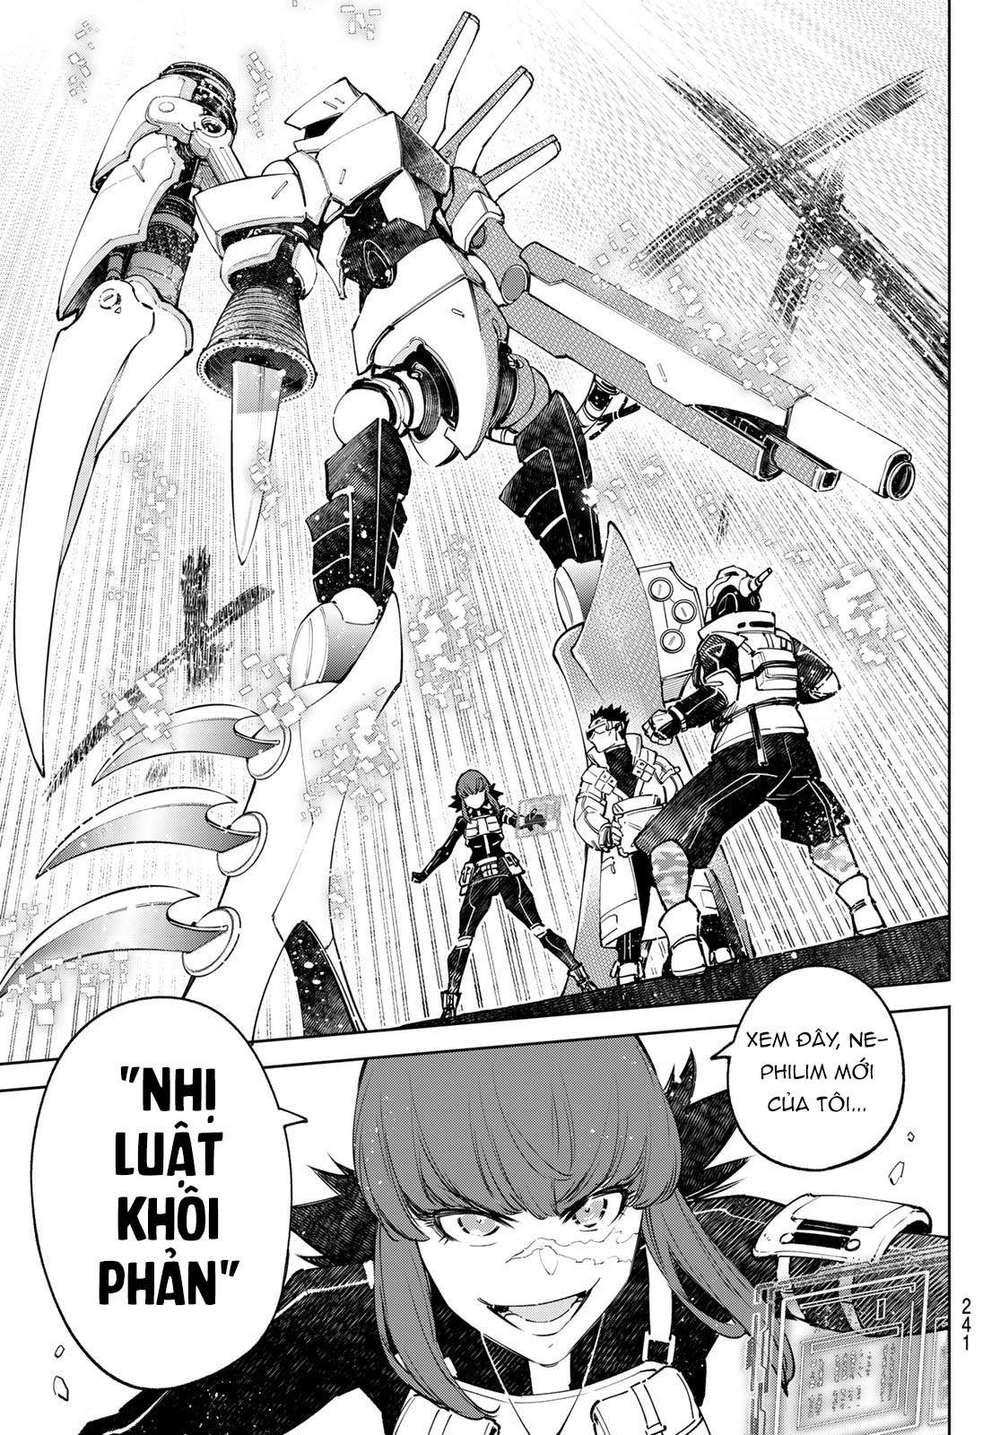 XEM ĐÂY, NE-
PHILIM MỚI
CỦA TÔI...
"NHỊ
LUẬT
KHÔI
PHẢN"
241